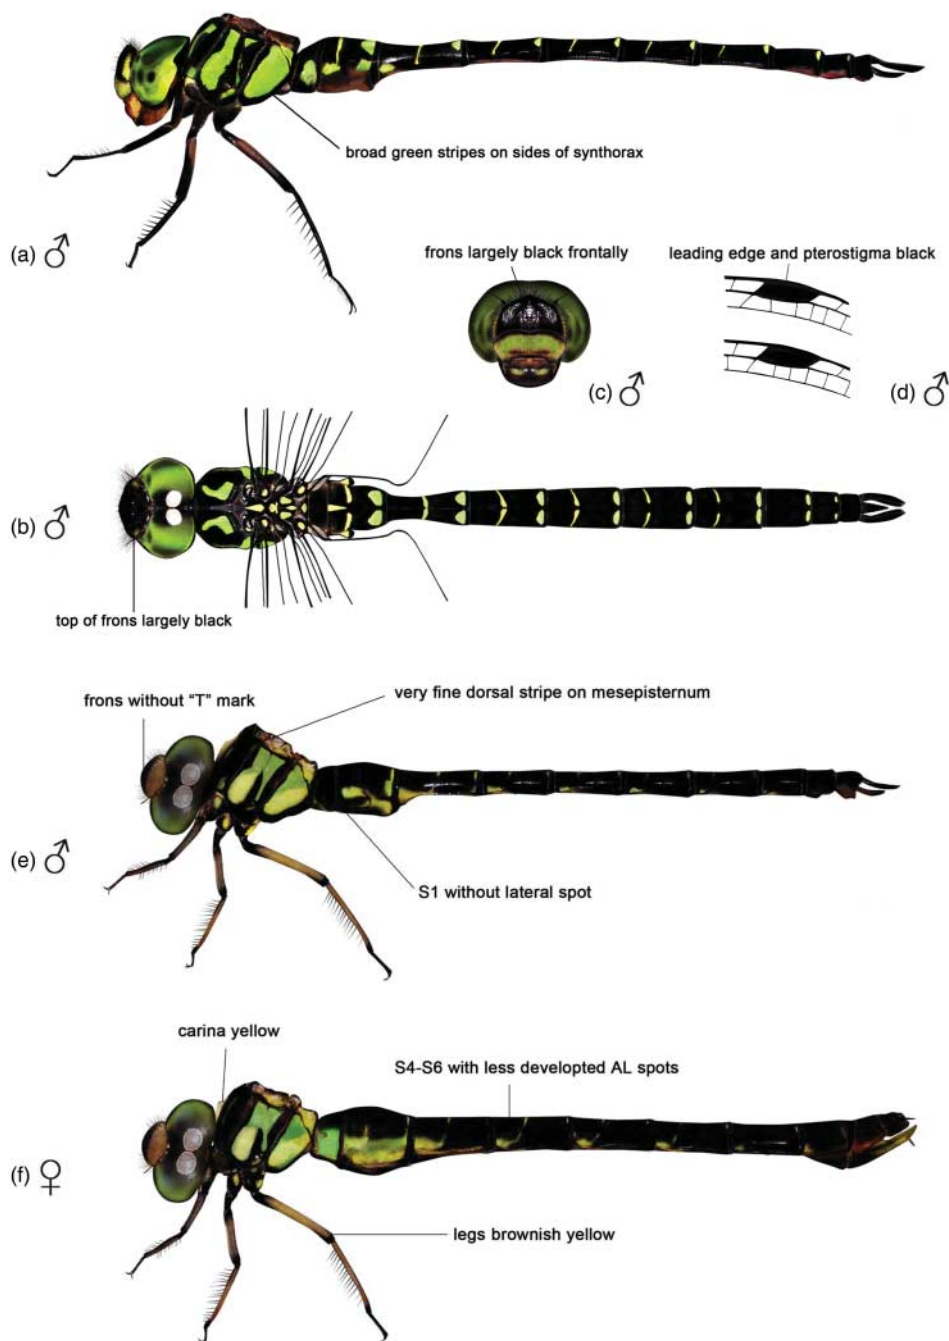 broad green stripes on sides of synthorax
(a) ♂
frons largely black frontally
leading edge and pterostigma black
(c) ♂
(d) ♂
(b) ♂
top of frons largely black
frons without "T" mark
very fine dorsal stripe on mesepisternum
(e) ♂
S1 without lateral spot
carina yellow
S4-S6 with less developted AL spots
(f) ♀
legs brownish yellow